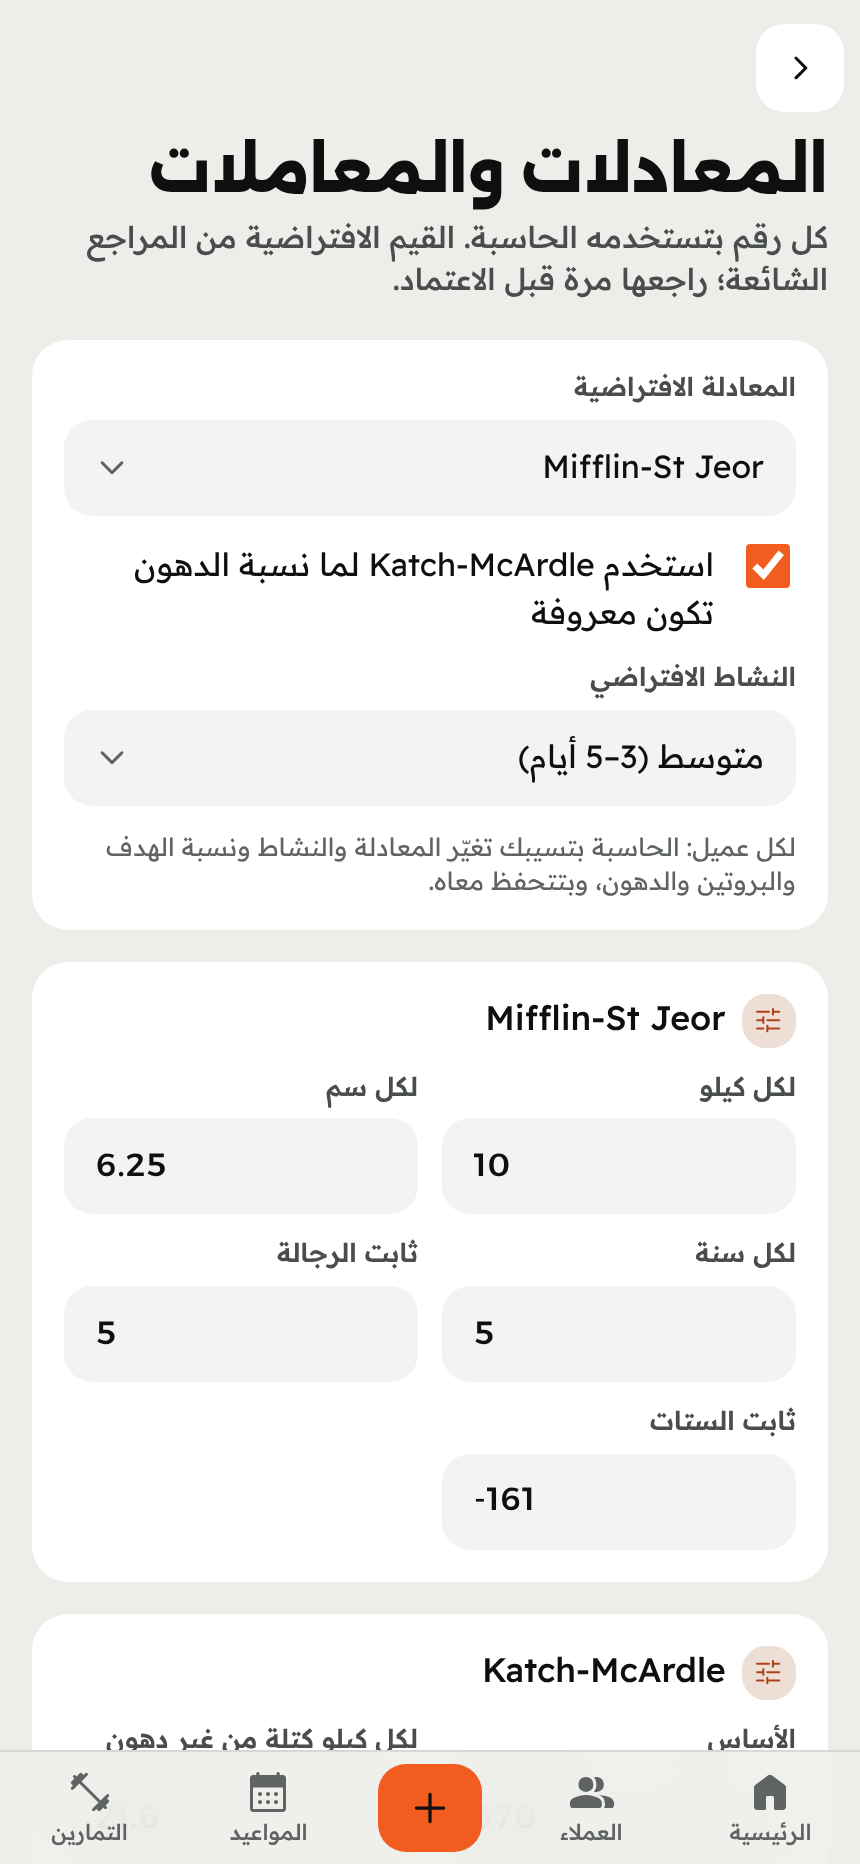 المعادلات والمعاملات
كل رقم بتستخدمه الحاسبة. القيم الافتراضية من المراجع
الشائعة؛ راجعها مرة قبل الاعتماد.
المعادلة الافتراضية
Mifflin-St Jeor
استخدم Katch-McArdle لما نسبة الدهون
تكون معروفة
النشاط الافتراضي
متوسط (3–5 أيام)
لكل عميل: الحاسبة بتسيبك تغيّر المعادلة والنشاط ونسبة الهدف
والبروتين والدهون، وبتتحفظ معاه.
Mifflin-St Jeor
لكل كيلو
لكل سم
10
6.25
لكل سنة
ثابت الرجالة
5
5
ثابت الستات
-161
Katch-McArdle
الأساس
لكل كيلو كتلة من غير دهون
21.6
الرئيسية
العملاء
المواعيد
التمارين